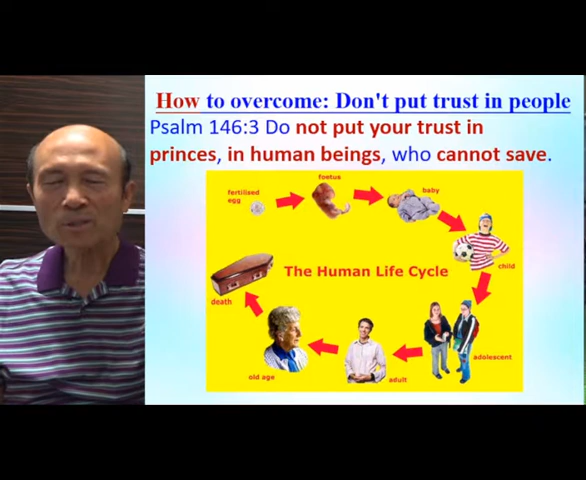 How to overcome: Don't put trust in people
Psalm 146:3 Do not put your trust in
princes, in human beings, who cannot save.
foetus
fertilised
egg
baby
The Human Life Cycle
child
death
adolescent
old age
adult